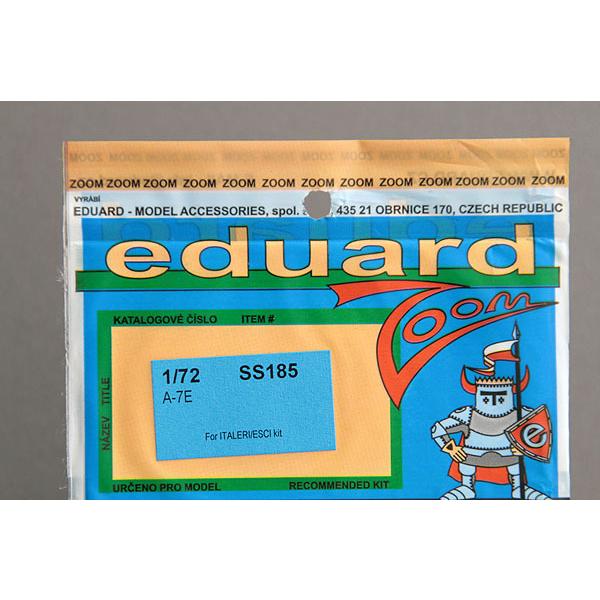 ZOOM ZOOM ZOOM ZOOM ZOOM ZOOM ZOOM ZOOM ZOOM ZOOM ZOOM ZOOM ZOOM
VYRÁBÍ
EDUARD - MODEL ACCESSORIES, spol. 435 21 OBRNICE 170, CZECH REPUBLIC
eduard
Zoom
KATALOGOVÉ ČÍSLO ITEM #
NÁZEV TITLE
1/72 SS185
A-7E
For ITALERI/ESCI kit
e
URČENO PRO MODEL RECOMMENDED KIT